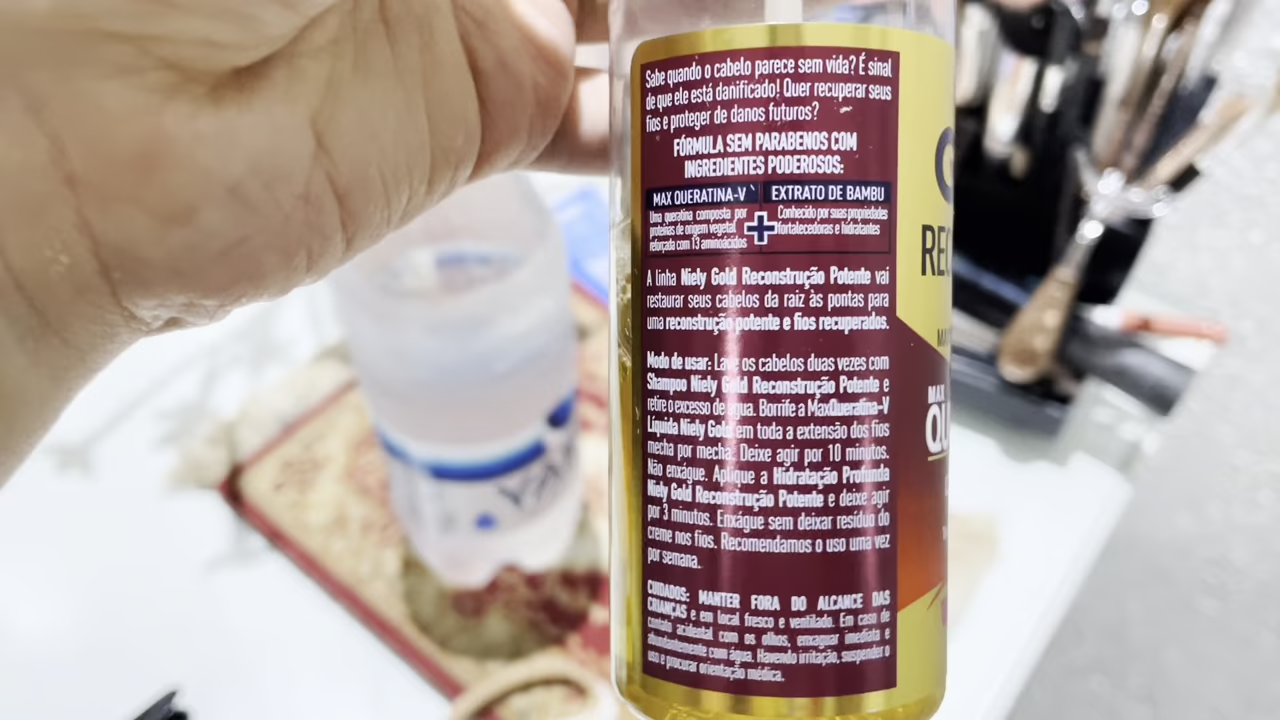 Sabe quando o cabelo parece sem vida? É sinal
de que ele está danificado! Quer recuperar seus
fios e proteger de danos futuros?
FÓRMULA SEM PARABENOS COM
INGREDIENTES PODEROSOS:
MAX QUERATINA-V
Uma queratina composta por
proteínas de origem vegetal
reforçada com 13 aminoácidos
+
EXTRATO DE BAMBU
Conhecido por suas propriedades
fortalecedoras e hidratantes
A linha Niely Gold Reconstrução Potente vai
restaurar seus cabelos da raiz às pontas para
uma reconstrução potente e fios recuperados.
Modo de usar: Lave os cabelos duas vezes com
Shampoo Niely Gold Reconstrução Potente e
retire o excesso de água. Borrife a MaxQueratina-V
Líquida Niely Gold em toda a extensão dos fios
mecha por mecha. Deixe agir por 10 minutos.
Não enxágue. Aplique a Hidratação Profunda
Niely Gold Reconstrução Potente e deixe agir
por 3 minutos. Enxágue sem deixar resíduo do
creme nos fios. Recomendamos o uso uma vez
por semana.
CUIDADOS: MANTER FORA DO ALCANCE DAS
CRIANÇAS e em local fresco e ventilado. Em caso de
contato acidental com os olhos, enxaguar imediata e
abundantemente com água. Havendo irritação, suspender o
uso e procurar orientação médica.
REC
MAX
QU